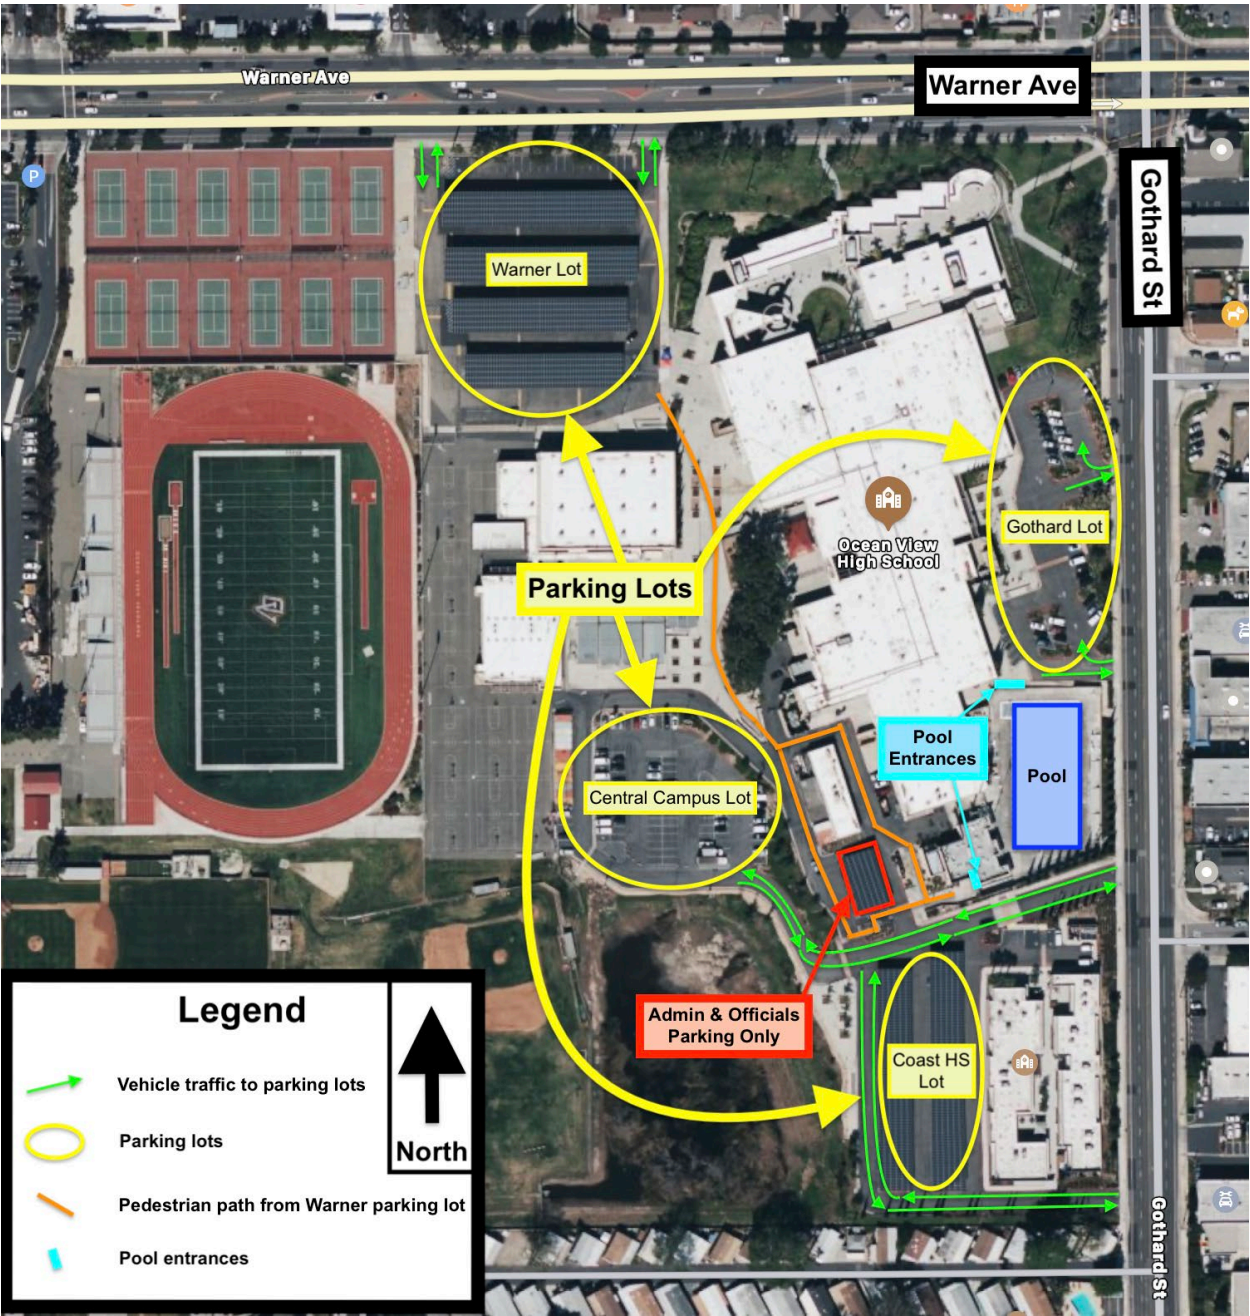 Warner Ave
Warner Ave
P
Gothard St
Warner Lot
Gothard Lot
Ocean View
High School
Parking Lots
Pool
Entrances
Pool
Central Campus Lot
Admin & Officials
Parking Only
Coast HS
Lot
Legend
Vehicle traffic to parking lots
Parking lots
North
Pedestrian path from Warner parking lot
Pool entrances
Gothard St